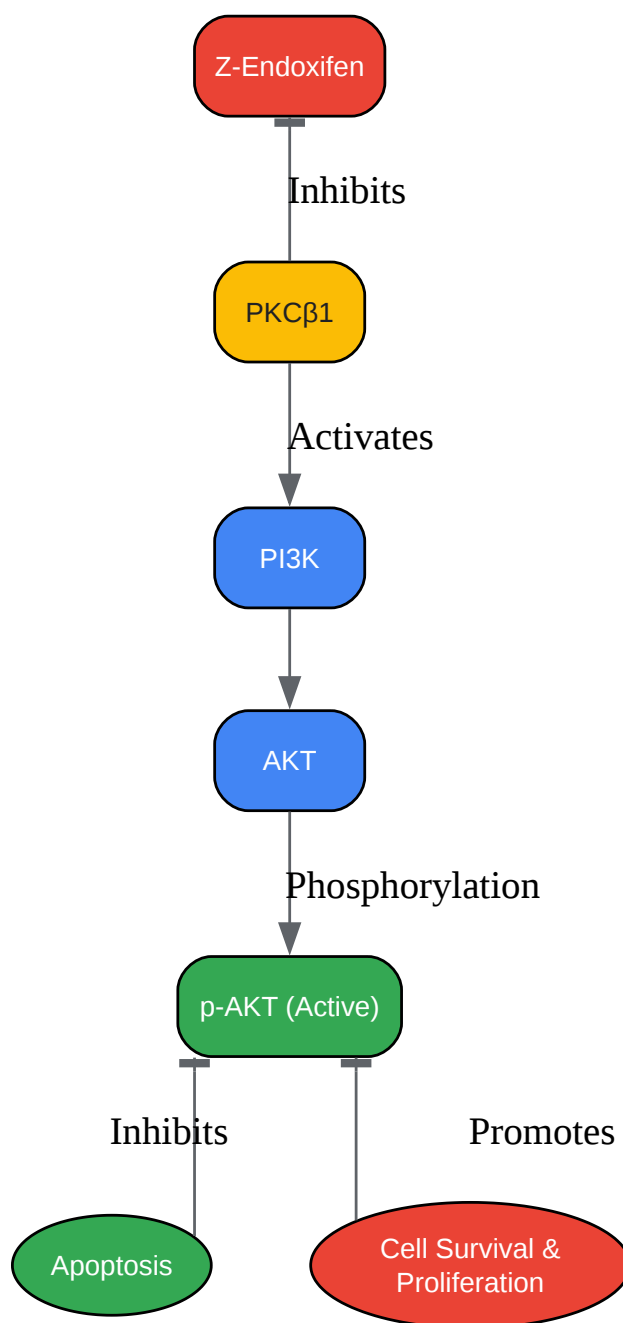 Z-Endoxifen
Inhibits
PKCβ1
Activates
PI3K
AKT
Phosphorylation
p-AKT (Active)
Inhibits
Promotes
Apoptosis
Cell Survival &
Proliferation